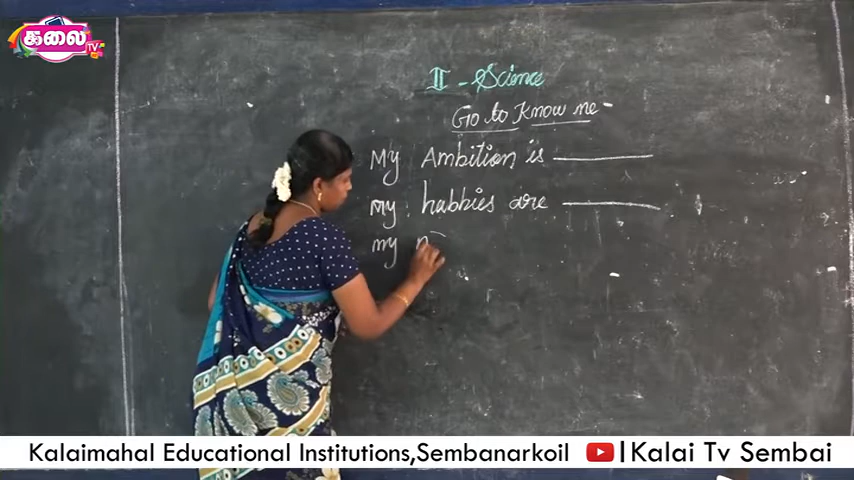 கலை
TV
II - Science
Go to Know me
My Ambition is
my habbies are
my n
Kalaimahal Educational Institutions,Sembanarkoil |Kalai Tv Sembai